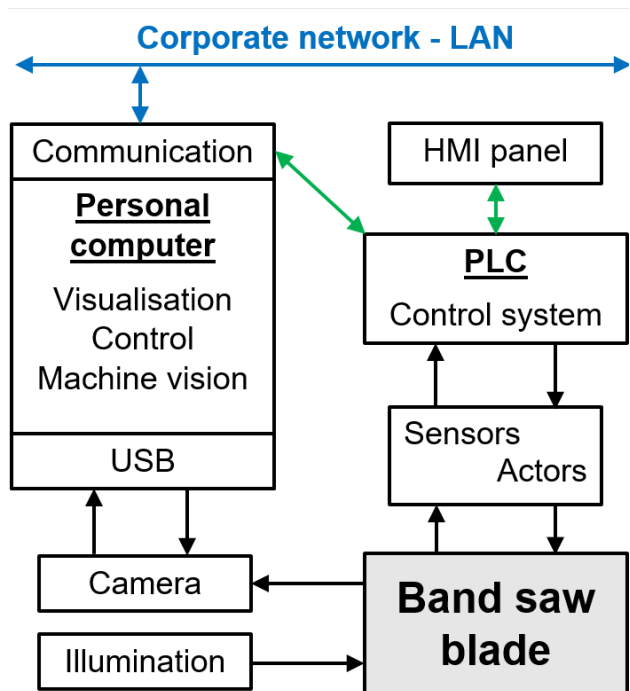 Corporate network - LAN
Communication
Personal
computer
Visualisation
Control
Machine vision
USB
Camera
Illumination
HMI panel
PLC
Control system
Sensors
Actors
Band saw
blade